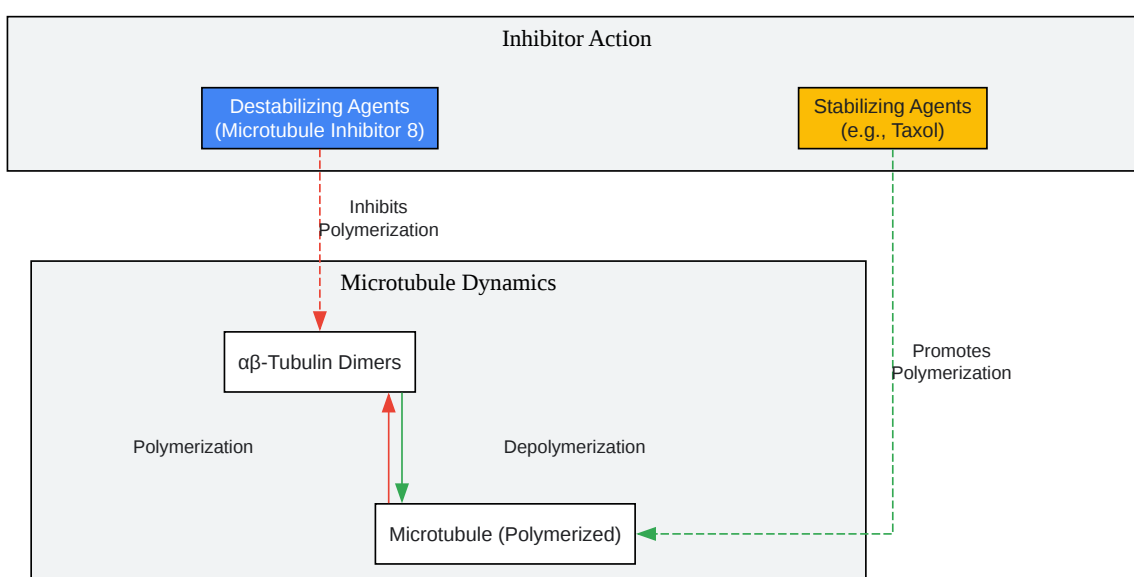 Inhibitor Action
Destabilizing Agents
(Microtubule Inhibitor 8)
Stabilizing Agents
(e.g., Taxol)
Inhibits
Polymerization
Microtubule Dynamics
αβ-Tubulin Dimers
Promotes
Polymerization
Polymerization
Depolymerization
Microtubule (Polymerized)